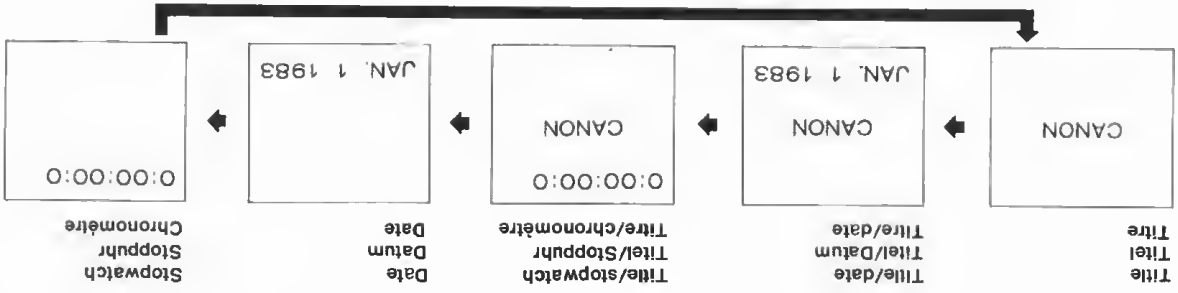 Title
Titel
Titre
CANON
Title/date
Titel/Datum
Titre/date
CANON
JAN. 1 1983
Title/stopwatch
Titel/Stoppuhr
Titre/chronomètre
0:00:00:0
CANON
Date
Datum
Date
JAN. 1 1983
Stopwatch
Stoppuhr
Chronomètre
0:00:00:0